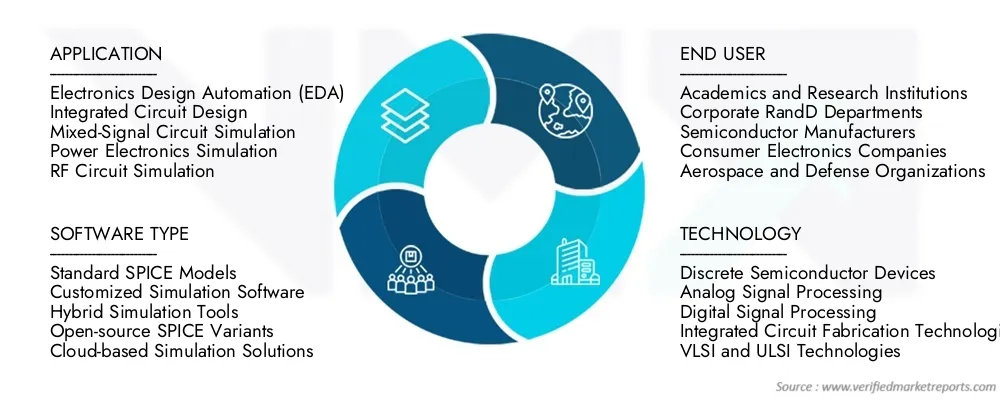 APPLICATION
Electronics Design Automation (EDA)
Integrated Circuit Design
Mixed-Signal Circuit Simulation
Power Electronics Simulation
RF Circuit Simulation
END USER
Academics and Research Institutions
Corporate RandD Departments
Semiconductor Manufacturers
Consumer Electronics Companies
Aerospace and Defense Organizations
SOFTWARE TYPE
Standard SPICE Models
Customized Simulation Software
Hybrid Simulation Tools
Open-source SPICE Variants
Cloud-based Simulation Solutions
TECHNOLOGY
Discrete Semiconductor Devices
Analog Signal Processing
Digital Signal Processing
Integrated Circuit Fabrication Technologi
VLSI and ULSI Technologies
Source : www.verifiedmarketreports.com